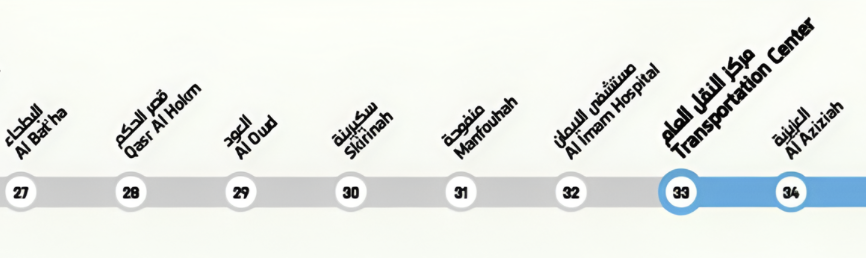 البطحاء
Al Bat'ha
27
قصر الحكم
Qasr Al Hokm
28
العود
Al Oud
29
سكيرينة
Skirinah
30
منفوحة
Manfouhah
31
مستشفى الايمان
Al Imam Hospital
32
مركز النقل العام
Transportation Center
33
العزيزية
Al Aziziah
34